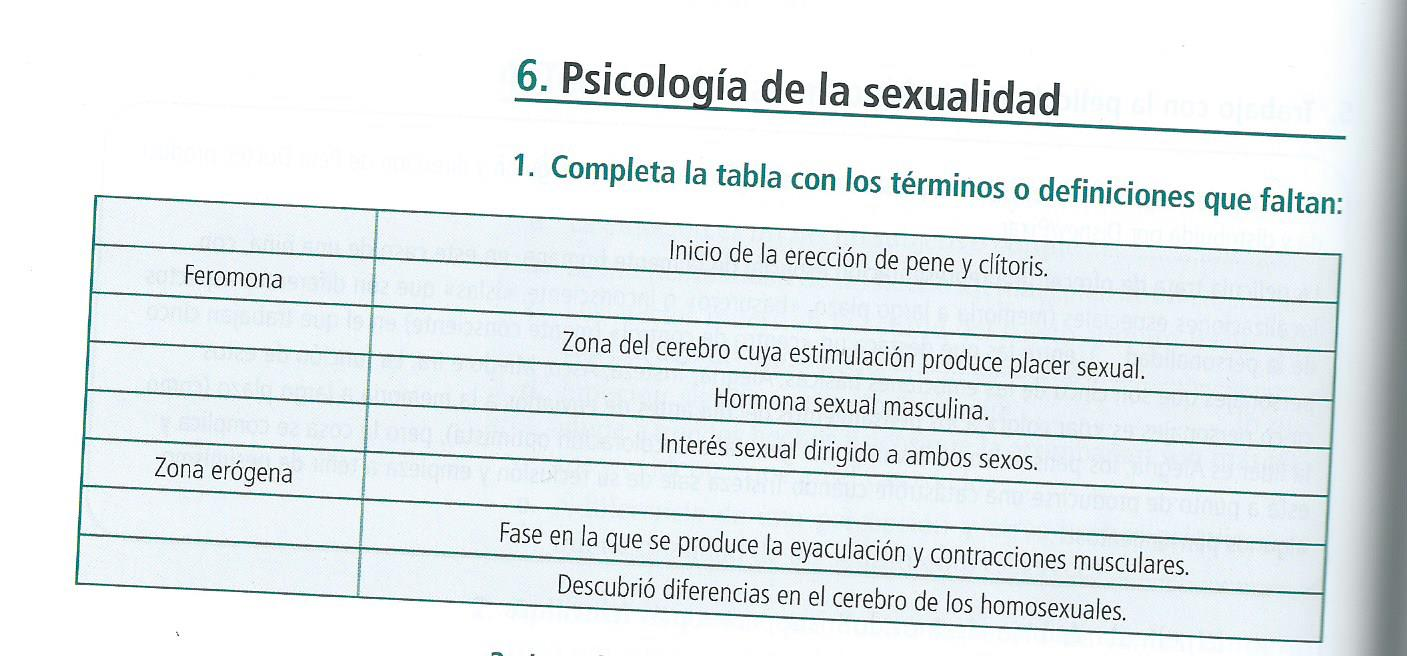 6. Psicología de la sexualidad
1. Completa la tabla con los términos o definiciones que faltan:
Inicio de la erección de pene y clítoris.
Feromona
Zona del cerebro cuya estimulación produce placer sexual.
Hormona sexual masculina.
Interés sexual dirigido a ambos sexos.
Zona erógena
Fase en la que se produce la eyaculación y contracciones musculares.
Descubrió diferencias en el cerebro de los homosexuales.